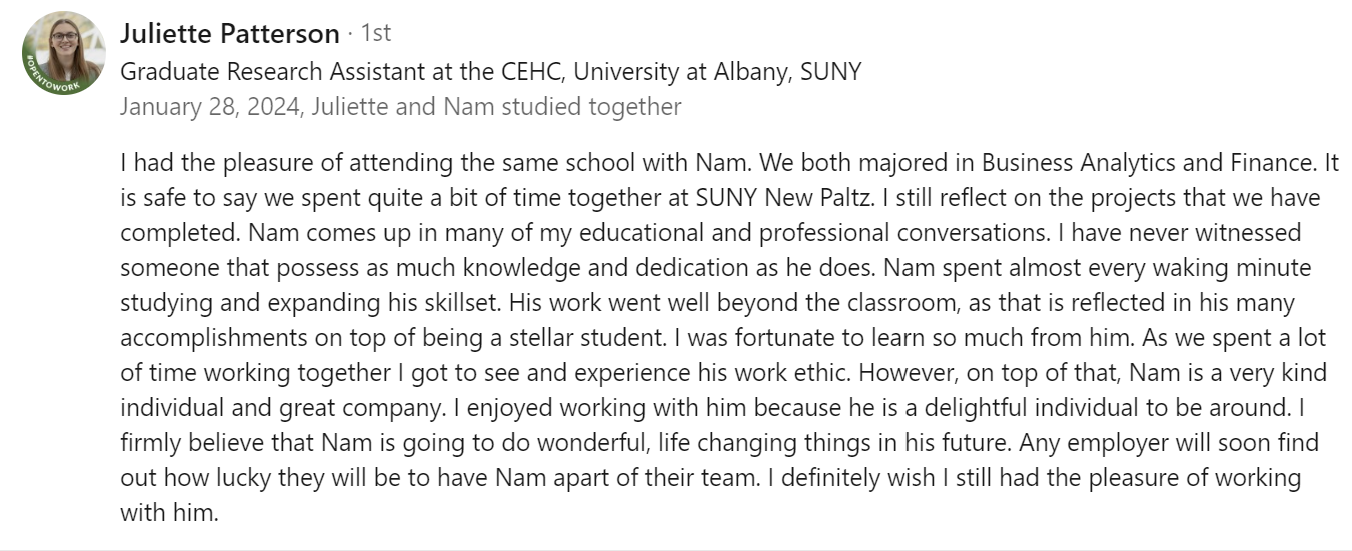 Juliette Patterson · 1st
Graduate Research Assistant at the CEHC, University at Albany, SUNY
January 28, 2024, Juliette and Nam studied together
#OPENTOWORK
I had the pleasure of attending the same school with Nam. We both majored in Business Analytics and Finance. It
is safe to say we spent quite a bit of time together at SUNY New Paltz. I still reflect on the projects that we have
completed. Nam comes up in many of my educational and professional conversations. I have never witnessed
someone that possess as much knowledge and dedication as he does. Nam spent almost every waking minute
studying and expanding his skillset. His work went well beyond the classroom, as that is reflected in his many
accomplishments on top of being a stellar student. I was fortunate to learn so much from him. As we spent a lot
of time working together I got to see and experience his work ethic. However, on top of that, Nam is a very kind
individual and great company. I enjoyed working with him because he is a delightful individual to be around. I
firmly believe that Nam is going to do wonderful, life changing things in his future. Any employer will soon find
out how lucky they will be to have Nam apart of their team. I definitely wish I still had the pleasure of working
with him.